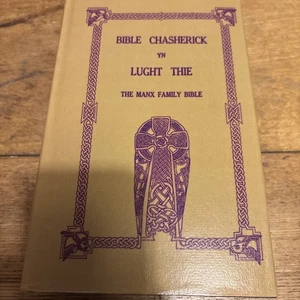 BIBLE CHASHERICK
YN
LUGHT THIE
THE MANX FAMILY BIBLE